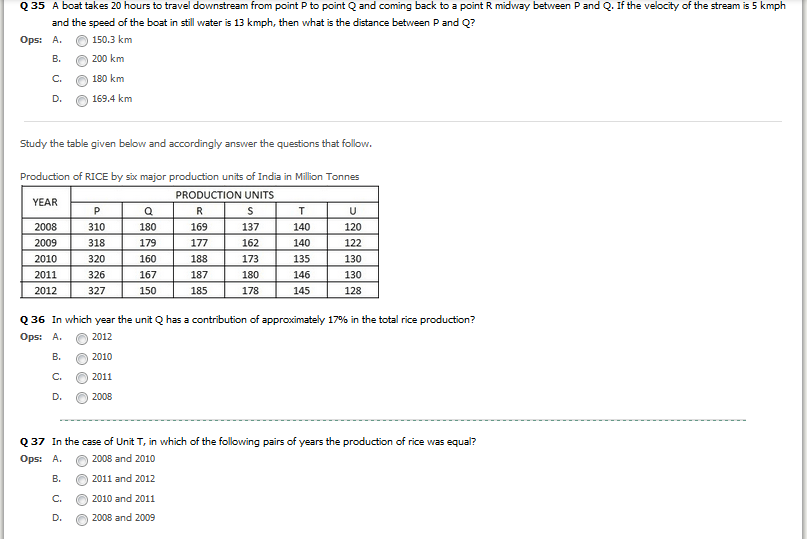 Q 35 A boat takes 20 hours to travel downstream from point P to point Q and coming back to a point R midway between P and Q. If the velocity of the stream is 5 kmph
and the speed of the boat in still water is 13 kmph, then what is the distance between P and Q?
Ops: A. 150.3 km
B. 200 km
C. 180 km
D. 169.4 km
Study the table given below and accordingly answer the questions that follow.
Production of RICE by six major production units of India in Million Tonnes
YEAR PRODUCTION UNITS
P Q R S T U
2008 310 180 169 137 140 120
2009 318 179 177 162 140 122
2010 320 160 188 173 135 130
2011 326 167 187 180 146 130
2012 327 150 185 178 145 128
Q 36 In which year the unit Q has a contribution of approximately 17% in the total rice production?
Ops: A. 2012
B. 2010
C. 2011
D. 2008
Q 37 In the case of Unit T, in which of the following pairs of years the production of rice was equal?
Ops: A. 2008 and 2010
B. 2011 and 2012
C. 2010 and 2011
D. 2008 and 2009